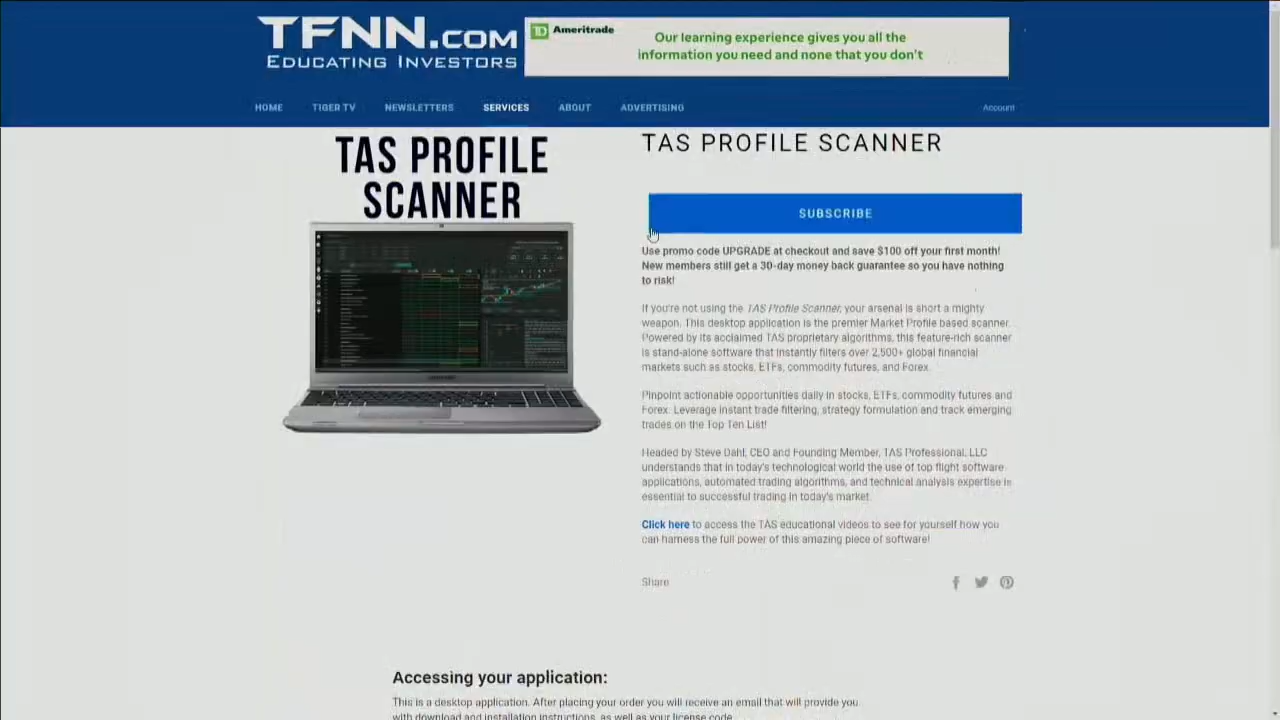 TFNN.COM
EDUCATING INVESTORS
TD Ameritrade
Our learning experience gives you all the
information you need and none that you don't
HOME TIGER TV NEWSLETTERS SERVICES ABOUT ADVERTISING Account
TAS PROFILE
SCANNER
TAS PROFILE SCANNER
SUBSCRIBE
Use promo code UPGRADE at checkout and save $100 off your first month!
New members still get a 30-day money back guarantee so you have nothing
to risk!
If you're not using the TAS Profile Scanner, your arsenal is short a mighty
weapon. This desktop application is the premier Market Profile based scanner.
Powered by its acclaimed TAS proprietary algorithms, this feature-rich scanner
is stand-alone software that instantly filters over 2,500+ global financial
markets such as stocks, ETFs, commodity futures, and Forex.
Pinpoint actionable opportunities daily in stocks, ETFs, commodity futures and
Forex. Leverage instant trade filtering, strategy formulation and track emerging
trades on the Top Ten List!
Headed by Steve Dahl, CEO and Founding Member, TAS Professional, LLC
understands that in today's technological world the use of top flight software
applications, automated trading algorithms, and technical analysis expertise is
essential to successful trading in today's market.
Click here to access the TAS educational videos to see for yourself how you
can harness the full power of this amazing piece of software!
Share
Accessing your application:
This is a desktop application. After placing your order you will receive an email that will provide you
with download and installation instructions, as well as your license code.